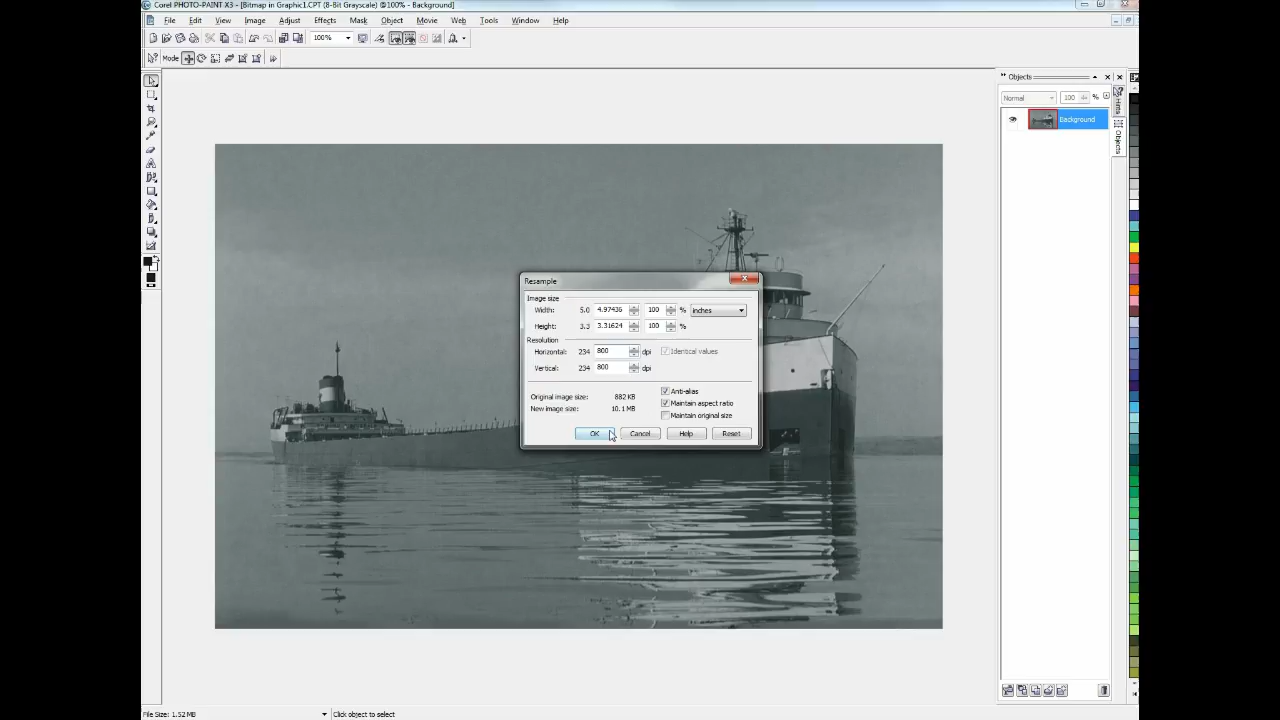 Corel PHOTO-PAINT X3 - [Bitmap in Graphic1.CPT (8-Bit Grayscale) @100% - Background]
File Edit View Image Adjust Effects Mask Object Movie Web Tools Window Help
100%
Mode
Objects
Normal 100 %
Background
Hints
Objects
Resample
Image size
Width: 5.0 4.97436 100 % inches
Height: 3.3 3.31624 100 %
Resolution
Horizontal: 234 800 dpi Identical values
Vertical: 234 800 dpi
Original image size: 882 KB Anti-alias
New image size: 10.1 MB Maintain aspect ratio
Maintain original size
OK Cancel Help Reset
File Size: 1.52 MB Click object to select